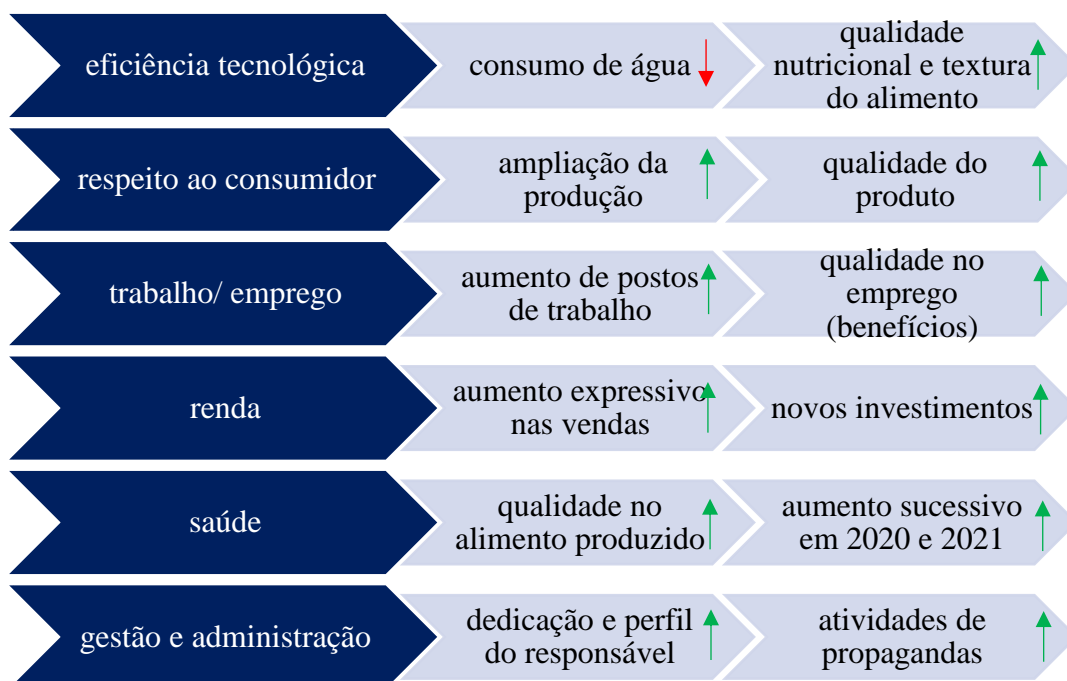 eficiência tecnológica
consumo de água
qualidade
nutricional e textura
do alimento
respeito ao consumidor
ampliação da
produção
qualidade do
produto
trabalho/ emprego
aumento de postos
de trabalho
qualidade no
emprego
(benefícios)
renda
aumento expressivo
nas vendas
novos investimentos
saúde
qualidade no
alimento produzido
aumento sucessivo
em 2020 e 2021
gestão e administração
dedicação e perfil
do responsável
atividades de
propagandas